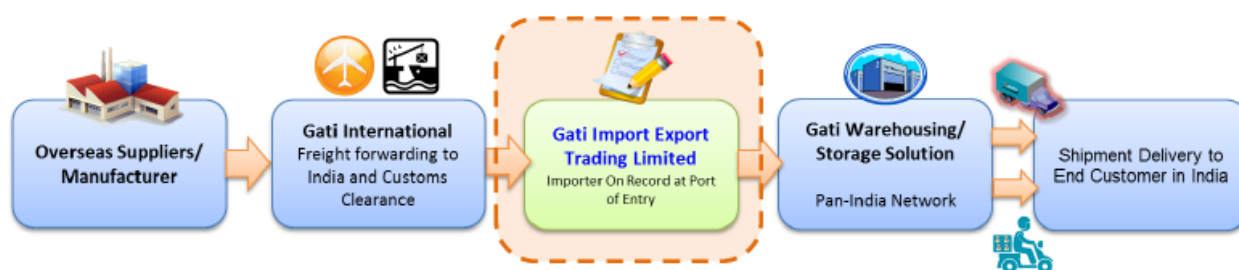 Overseas Suppliers/
Manufacturer
Gati International
Freight forwarding to
India and Customs
Clearance
Gati Import Export
Trading Limited
Importer On Record at Port
of Entry
Gati Warehousing/
Storage Solution
Pan-India Network
Shipment Delivery to
End Customer in India